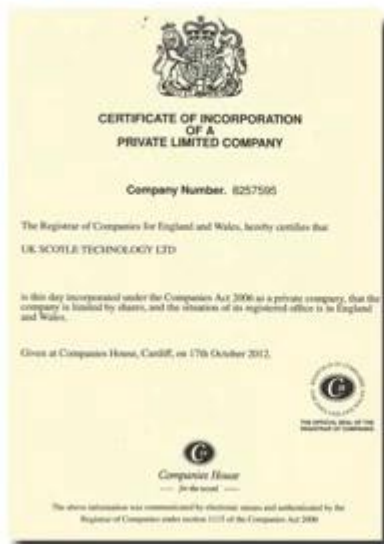 CERTIFICATE OF INCORPORATION
OF A
PRIVATE LIMITED COMPANY
Company Number. 8257595
The Registrar of Companies for England and Wales, hereby certifies that
UK SCOYLE TECHNOLOGY LTD
is this day incorporated under the Companies Act 2006 as a private company, that the
company is limited by shares, and the situation of its registered office is in England
and Wales.
Given at Companies House, Cardiff, on 17th October 2012.
THE OFFICIAL SEAL OF THE
REGISTRAR OF COMPANIES
Companies House
for the record
The above information was communicated by electronic means and authenticated by the
Registrar of Companies under section 1115 of the Companies Act 2006